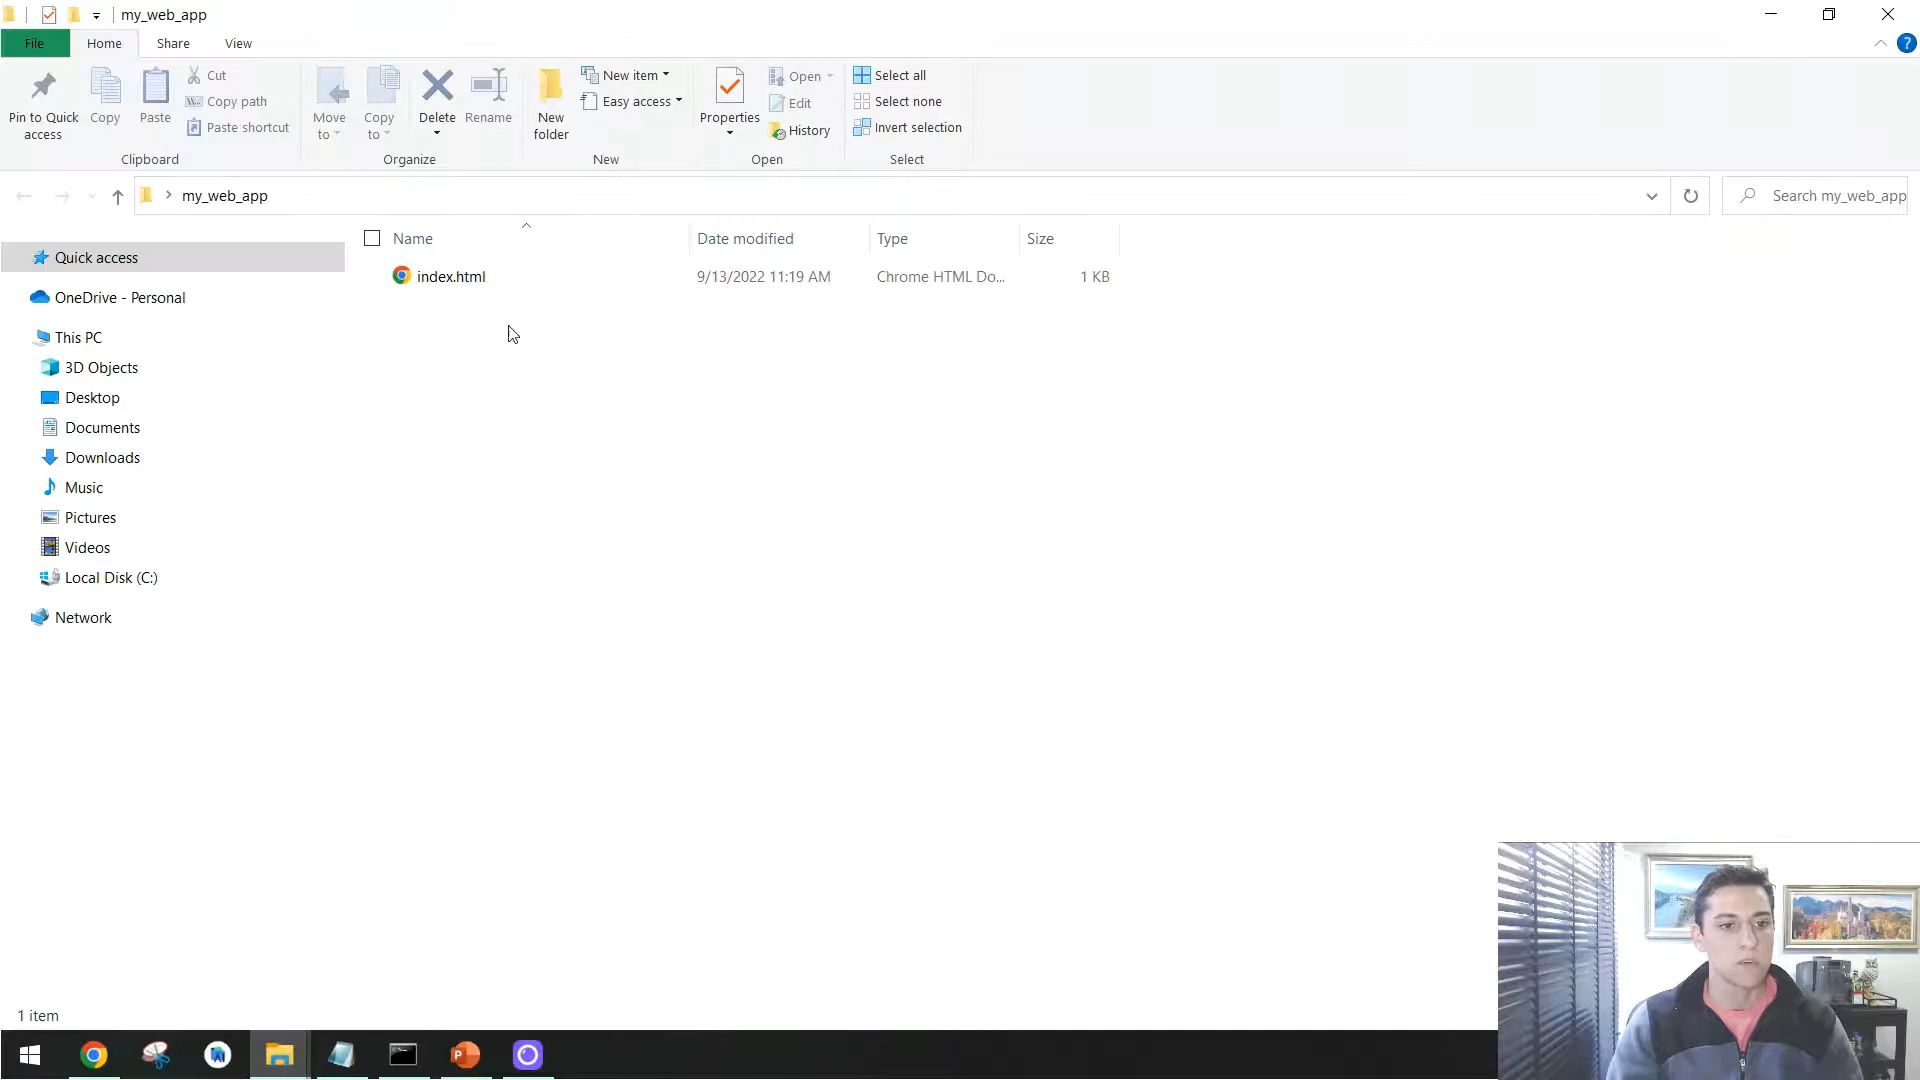 my_web_app
File Home Share View
Pin to Quick access
Copy
Paste
Cut
Copy path
Paste shortcut
Clipboard
Move to
Copy to
Delete
Rename
Organize
New folder
New item
Easy access
New
Properties
Open
Edit
History
Open
Select all
Select none
Invert selection
Select
my_web_app
Search my_web_app
Name Date modified Type Size
index.html 9/13/2022 11:19 AM Chrome HTML Do... 1 KB
Quick access
OneDrive - Personal
This PC
3D Objects
Desktop
Documents
Downloads
Music
Pictures
Videos
Local Disk (C:)
Network
1 item